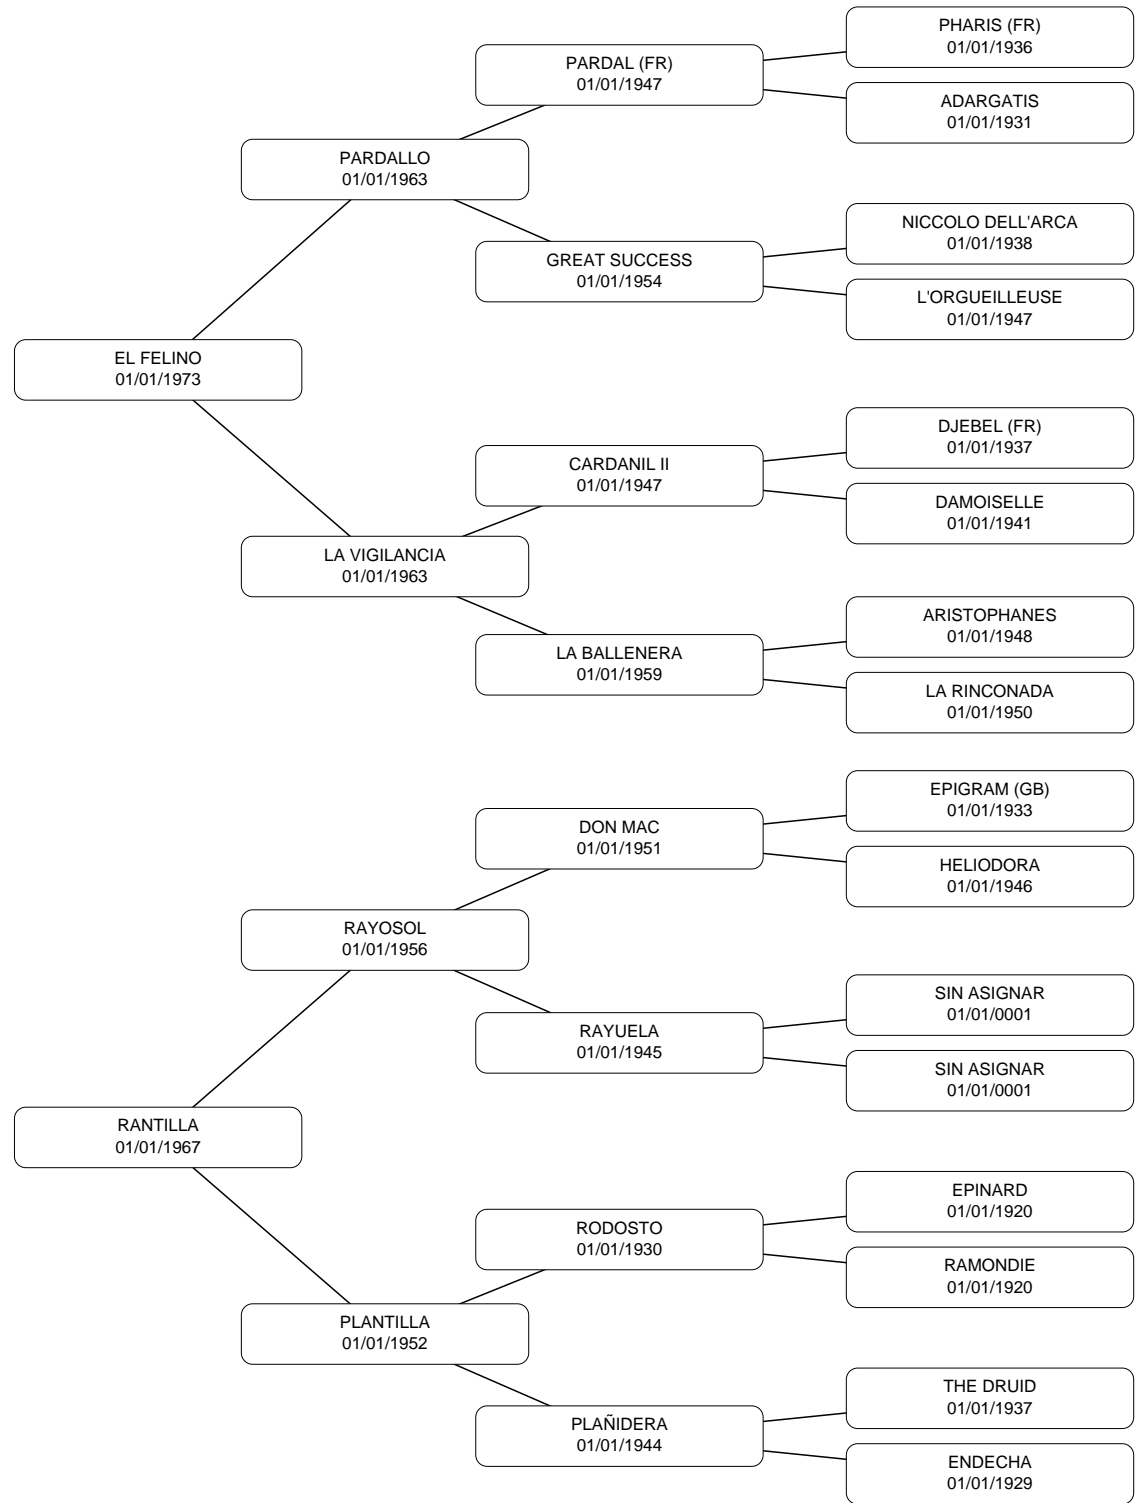 PHARIS (FR)
01/01/1936
PARDAL (FR)
01/01/1947
ADARGATIS
01/01/1931
PARDALLO
01/01/1963
NICCOLO DELL'ARCA
01/01/1938
GREAT SUCCESS
01/01/1954
L'ORGUEILLEUSE
01/01/1947
EL FELINO
01/01/1973
DJEBEL (FR)
01/01/1937
CARDANIL II
01/01/1947
DAMOISELLE
01/01/1941
LA VIGILANCIA
01/01/1963
ARISTOPHANES
01/01/1948
LA BALLENERA
01/01/1959
LA RINCONADA
01/01/1950
EPIGRAM (GB)
01/01/1933
DON MAC
01/01/1951
HELIODORA
01/01/1946
RAYOSOL
01/01/1956
SIN ASIGNAR
01/01/0001
RAYUELA
01/01/1945
SIN ASIGNAR
01/01/0001
RANTILLA
01/01/1967
EPINARD
01/01/1920
RODOSTO
01/01/1930
RAMONDIE
01/01/1920
PLANTILLA
01/01/1952
THE DRUID
01/01/1937
PLAÑIDERA
01/01/1944
ENDECHA
01/01/1929